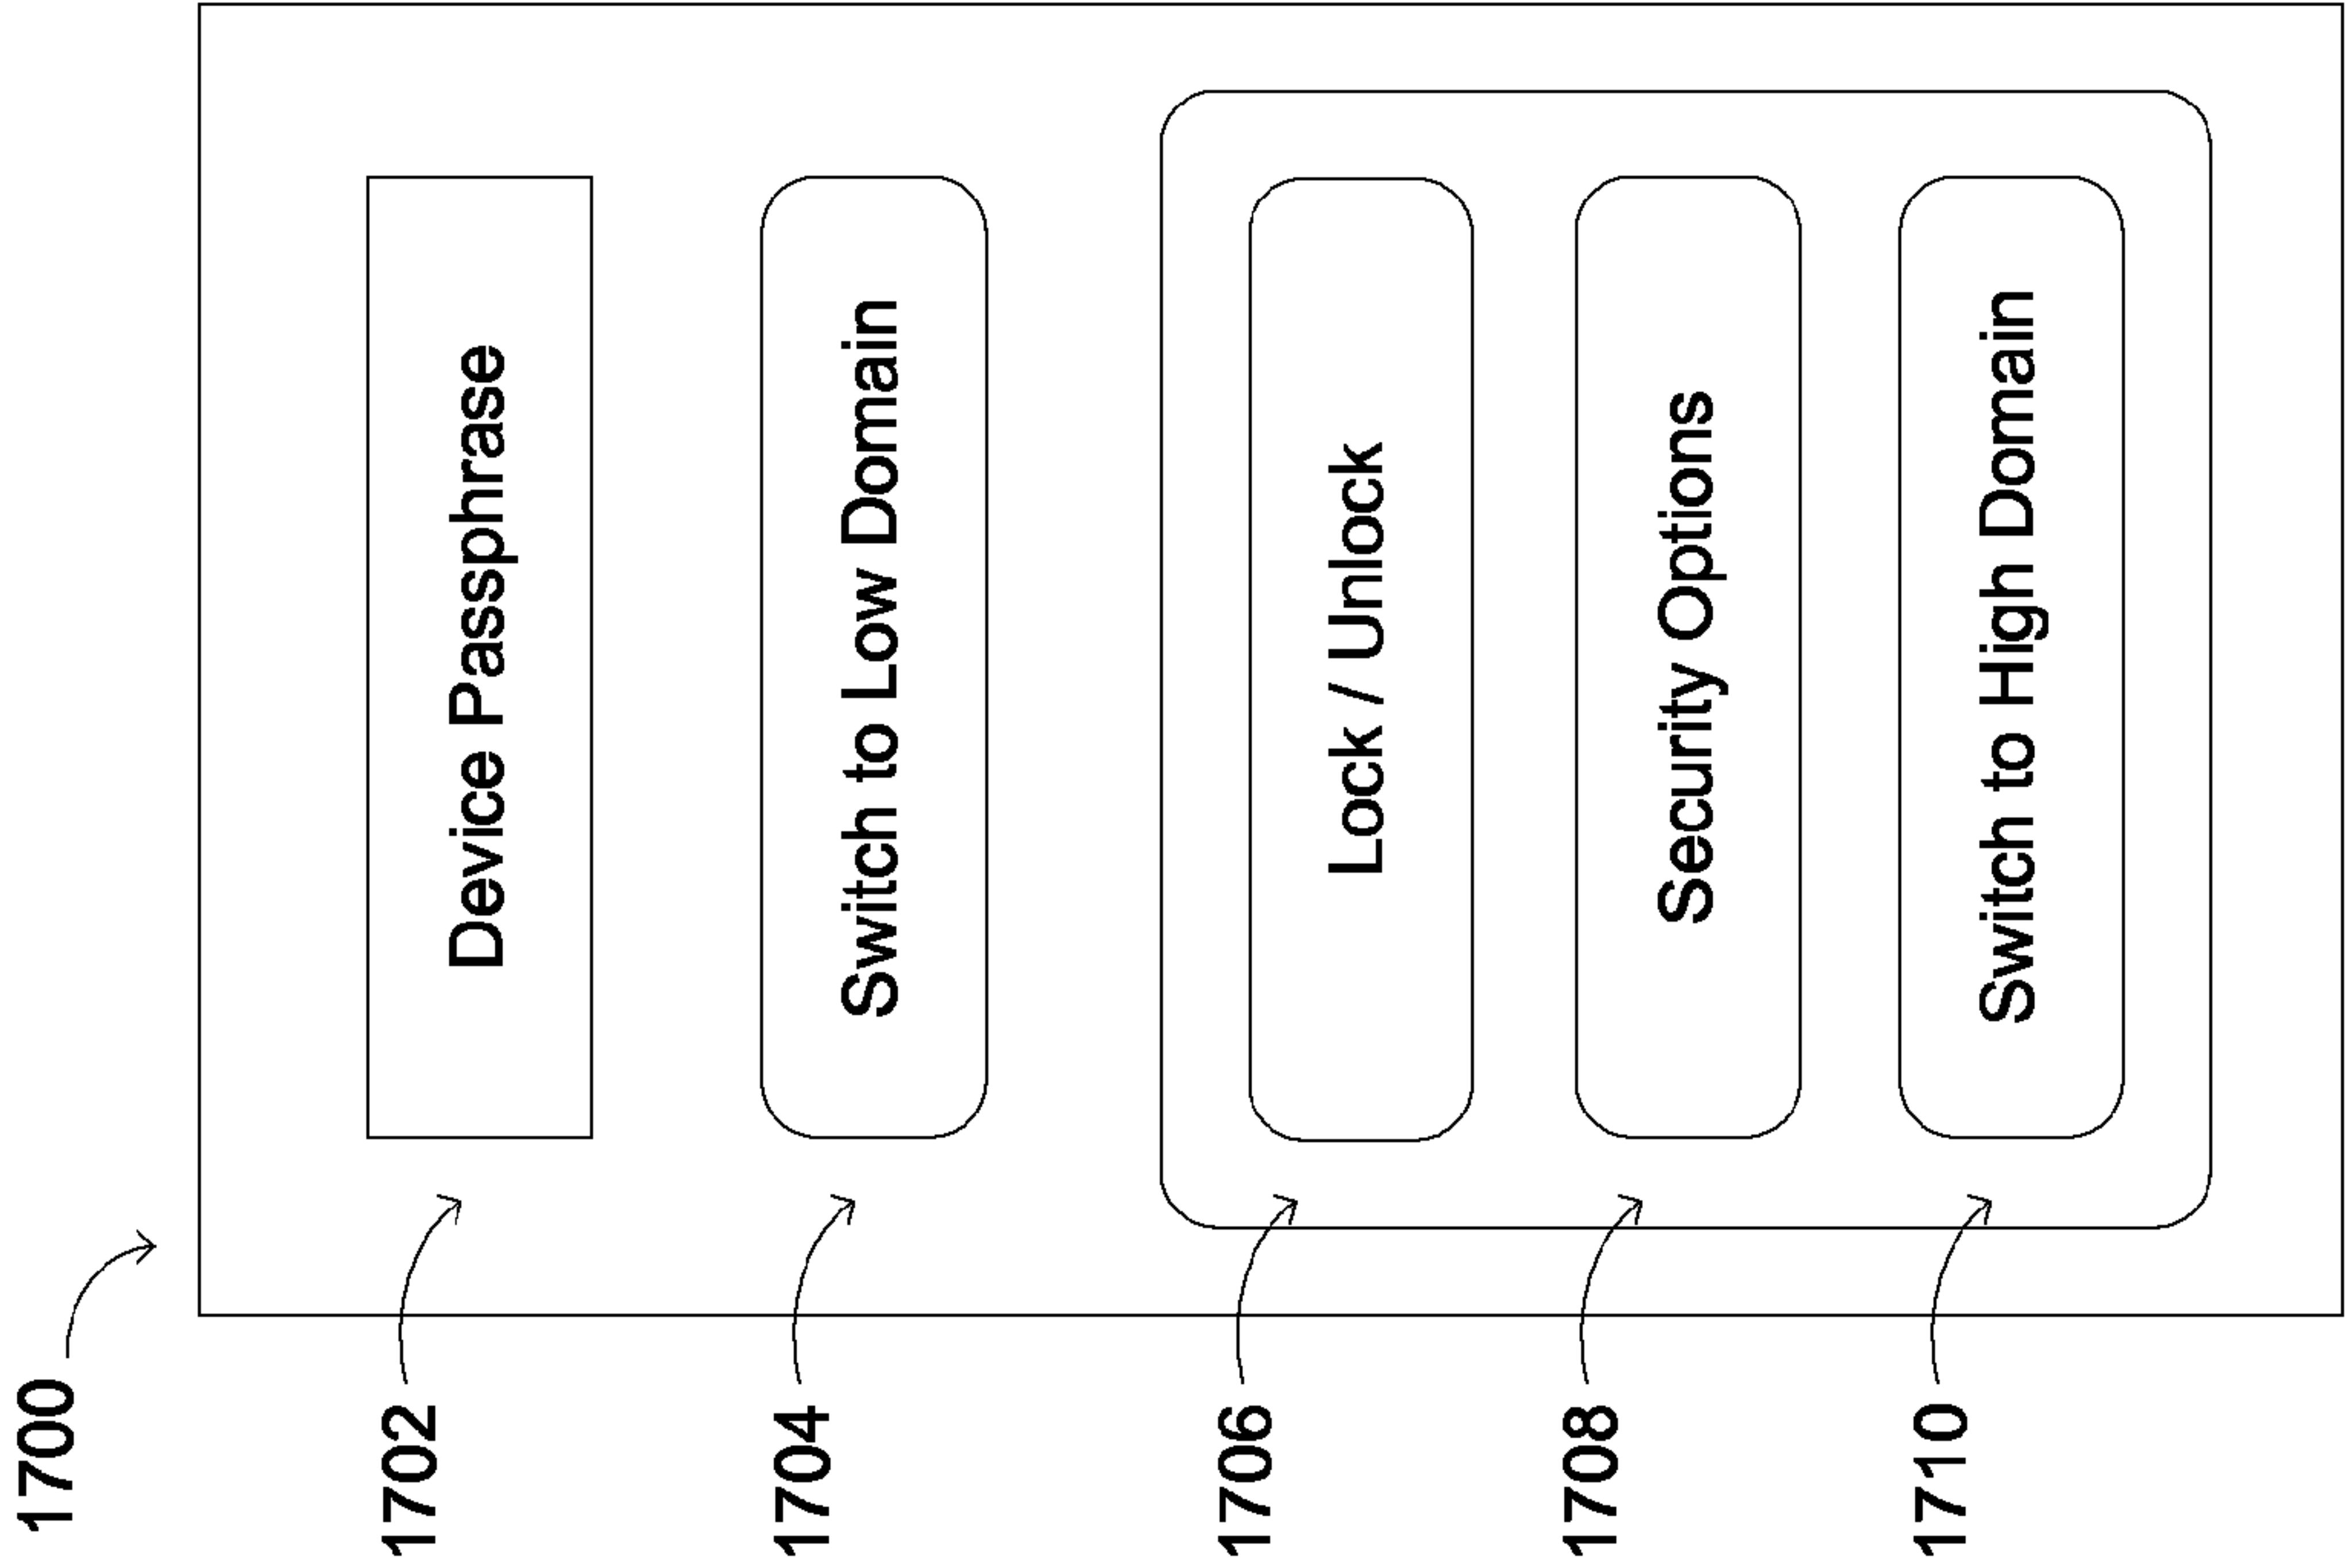 1700
1702
Device Passphrase
1704
Switch to Low Domain
1706
Lock / Unlock
1708
Security Options
1710
Switch to High Domain